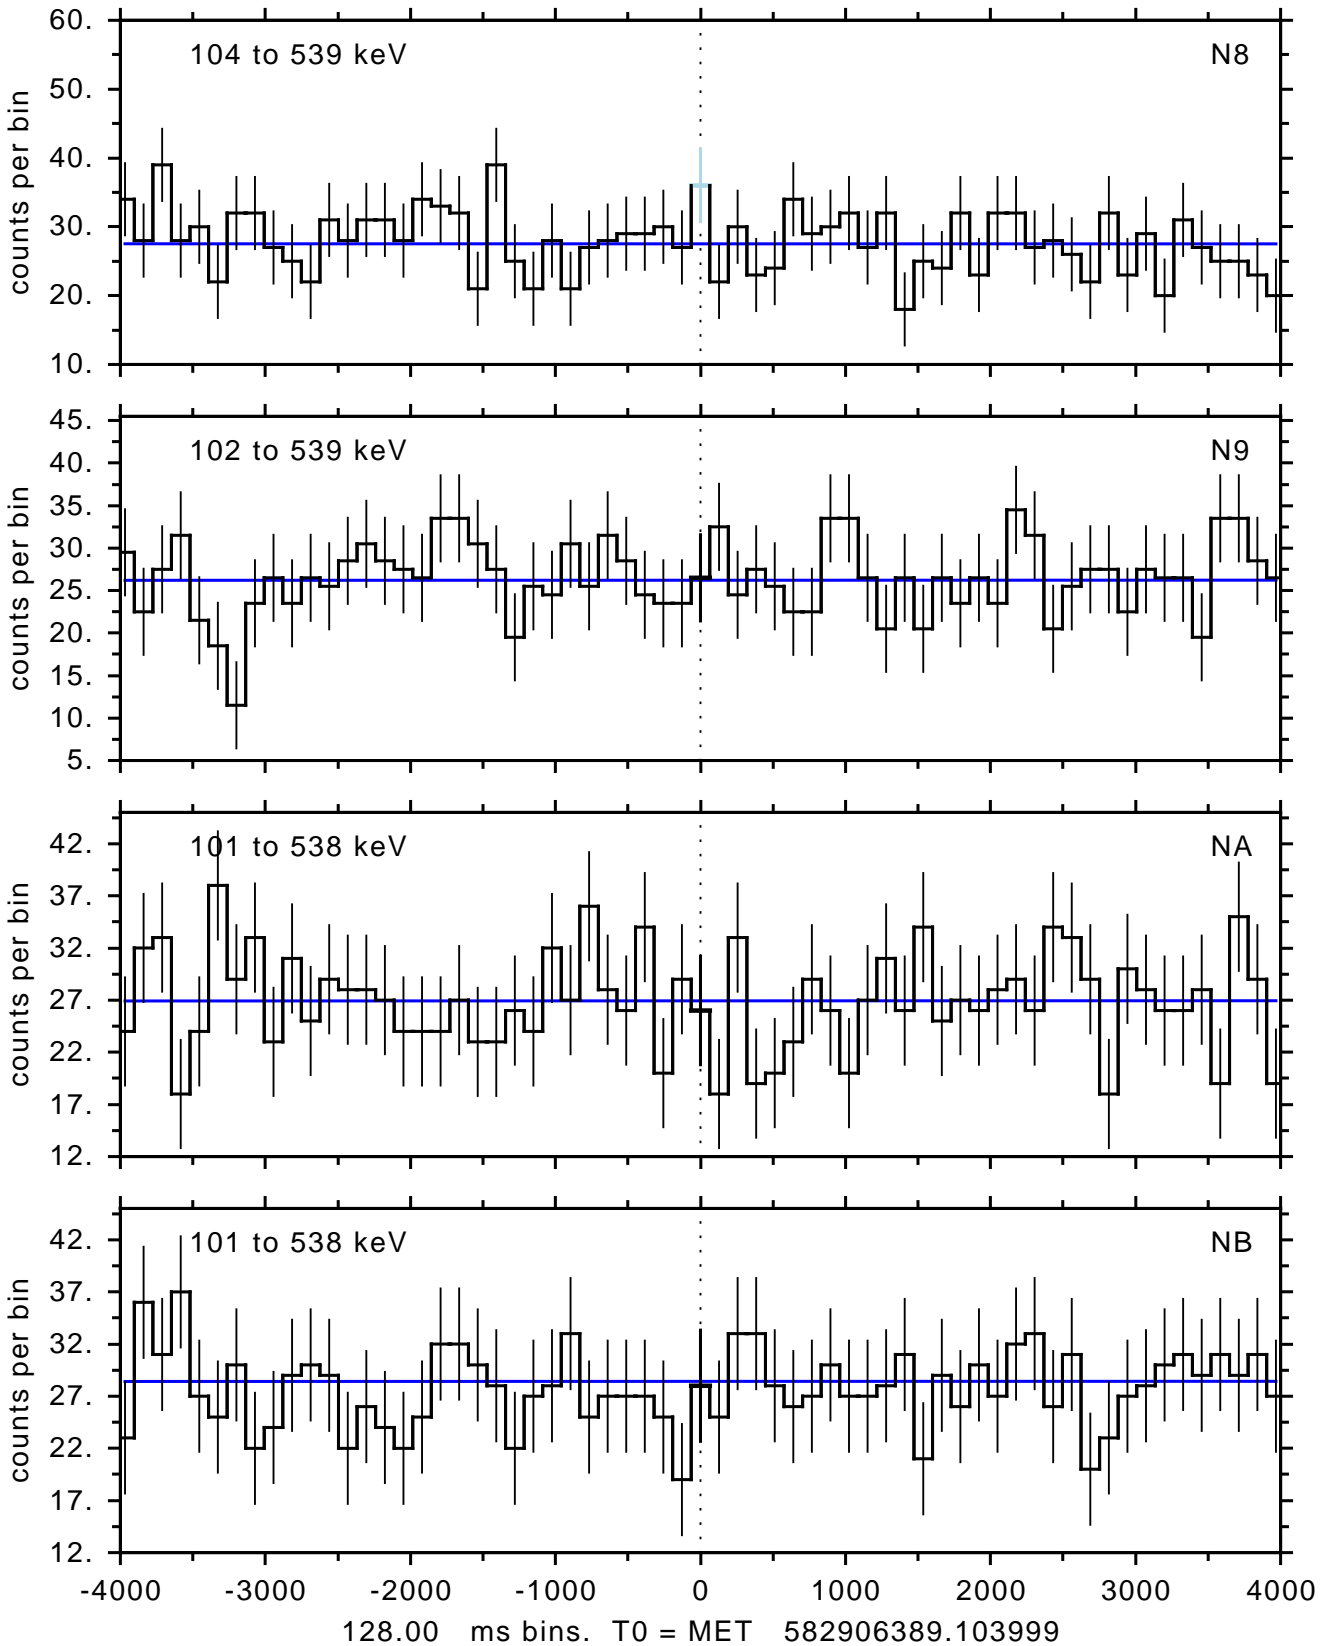 60.
50.
40.
30.
20.
10.
counts per bin
104 to 539 keV
N8
45.
40.
35.
30.
25.
20.
15.
10.
5.
counts per bin
102 to 539 keV
N9
42.
37.
32.
27.
22.
17.
12.
counts per bin
101 to 538 keV
NA
42.
37.
32.
27.
22.
17.
12.
counts per bin
101 to 538 keV
NB
-4000 -3000 -2000 -1000 0 1000 2000 3000 4000
128.00 ms bins. T0 = MET 582906389.103999